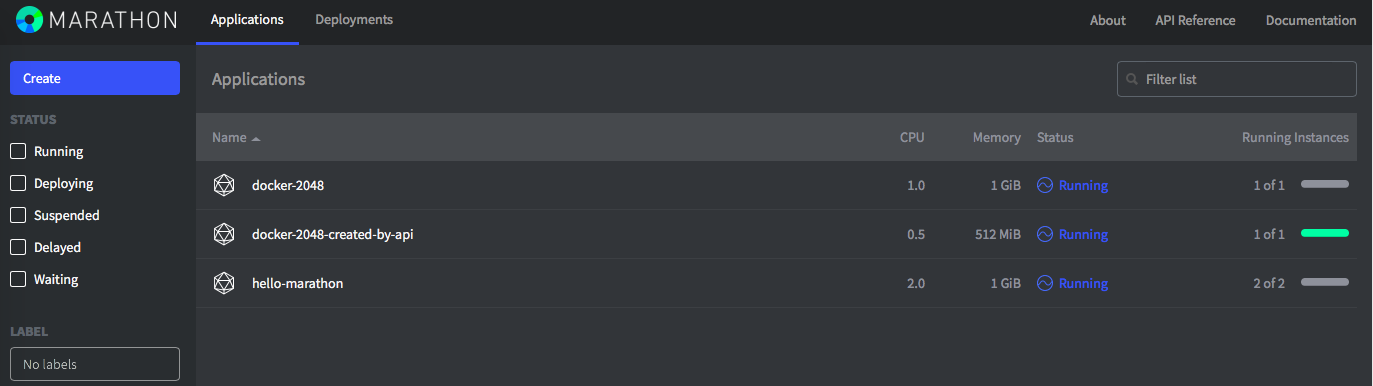 MARATHON Applications Deployments About API Reference Documentation
Create
Applications
Filter list
STATUS
Running
Deploying
Suspended
Delayed
Waiting
LABEL
No labels
Name CPU Memory Status Running Instances
docker-2048 1.0 1 GiB Running 1 of 1
docker-2048-created-by-api 0.5 512 MiB Running 1 of 1
hello-marathon 2.0 1 GiB Running 2 of 2